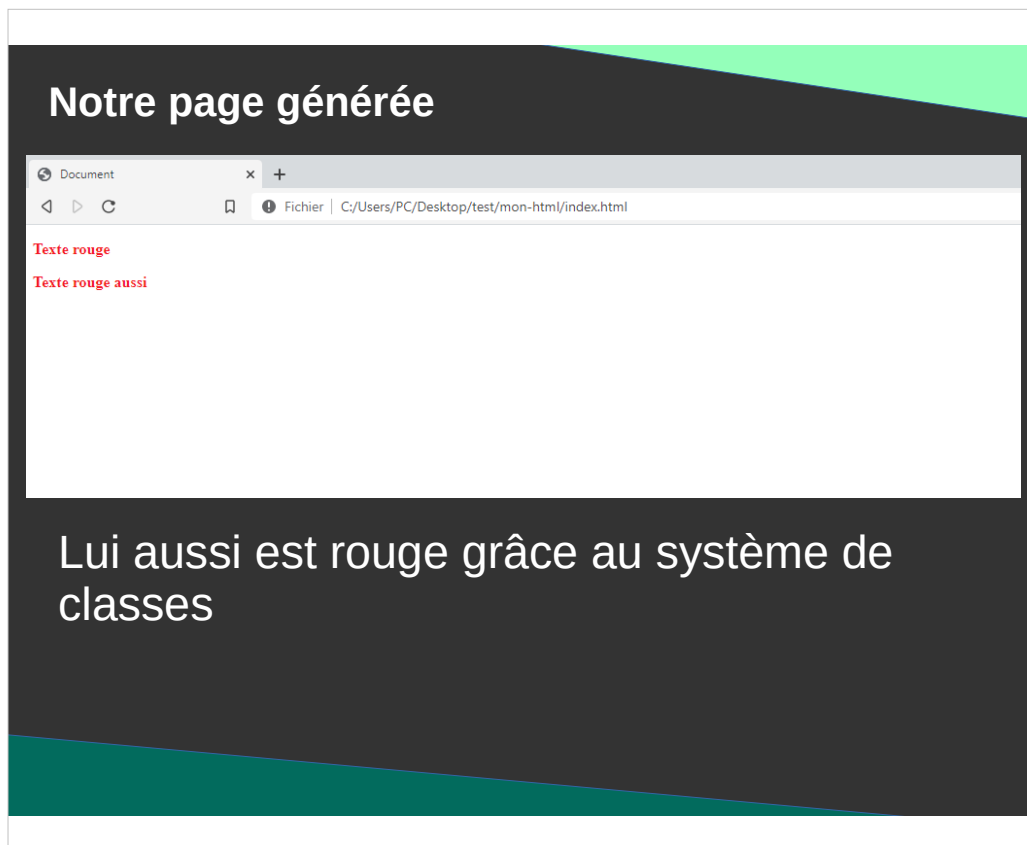 Notre page générée
Document
Fichier C:/Users/PC/Desktop/test/mon-html/index.html
Texte rouge
Texte rouge aussi
Lui aussi est rouge grâce au système de
classes